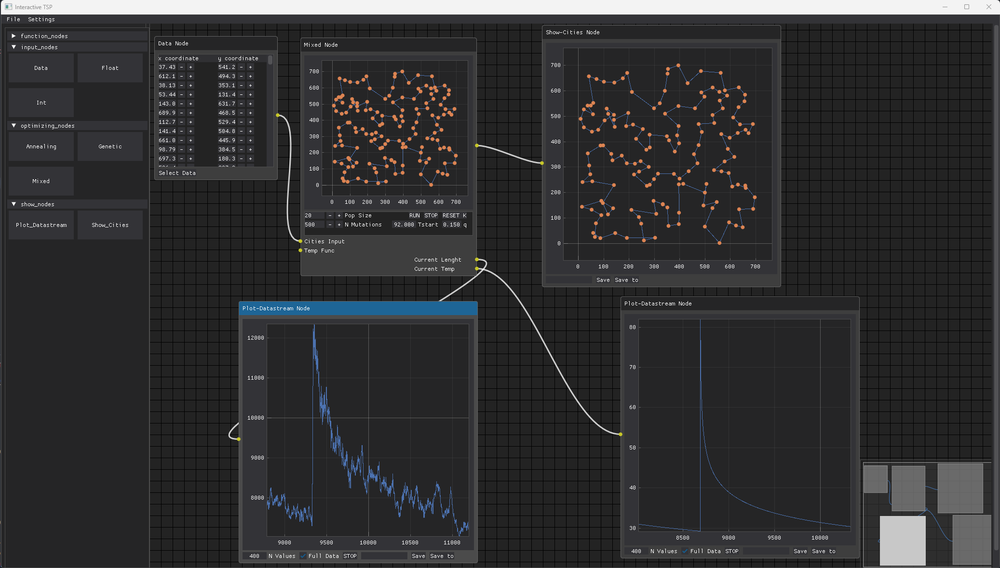 Interactive TSP
File Settings
function_nodes
input_nodes
Data Float
Int
optimizing_nodes
Annealing Genetic
Mixed
show_nodes
Plot_Datastream Show_Cities
Data Node
x coordinate y coordinate
37.43 - + 541.2 - +
612.1 - + 494.3 - +
38.13 - + 353.1 - +
53.44 - + 131.4 - +
143.0 - + 631.7 - +
689.9 - + 468.5 - +
112.7 - + 529.4 - +
141.4 - + 504.8 - +
661.0 - + 445.9 - +
98.79 - + 384.5 - +
697.3 - + 180.3 - +
Select Data
Mixed Node
700
600
500
400
300
200
100
0
0 100 200 300 400 500 600 700
20 - + Pop Size RUN STOP RESET K
500 - + N Mutations 92.000 Tstart 0.150 q
Cities Input
Temp Func
Current Lenght
Current Temp
Show-Cities Node
700
600
500
400
300
200
100
0
0 100 200 300 400 500 600 700
Save Save to
Plot-Datastream Node
12000
11000
10000
9000
8000
9000 9500 10000 10500 11000
400 N Values Full Data STOP Save Save to
Plot-Datastream Node
80
70
60
50
40
30
8500 9000 9500 10000
400 N Values Full Data STOP Save Save to